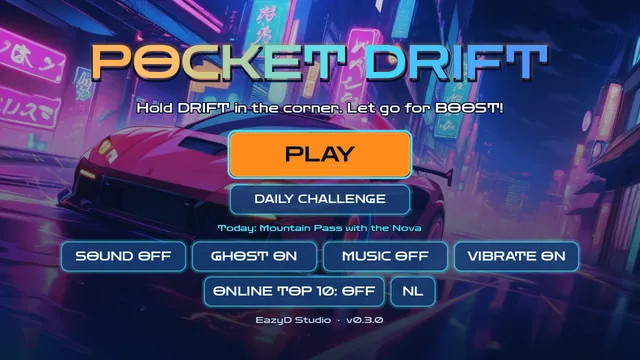 POCKET DRIFT
Hold DRIFT in the corner. Let go for BOOST!
PLAY
DAILY CHALLENGE
Today: Mountain Pass with the Nova
SOUND OFF
GHOST ON
MUSIC OFF
VIBRATE ON
ONLINE TOP 10: OFF
NL
EazyD Studio · v0.3.0